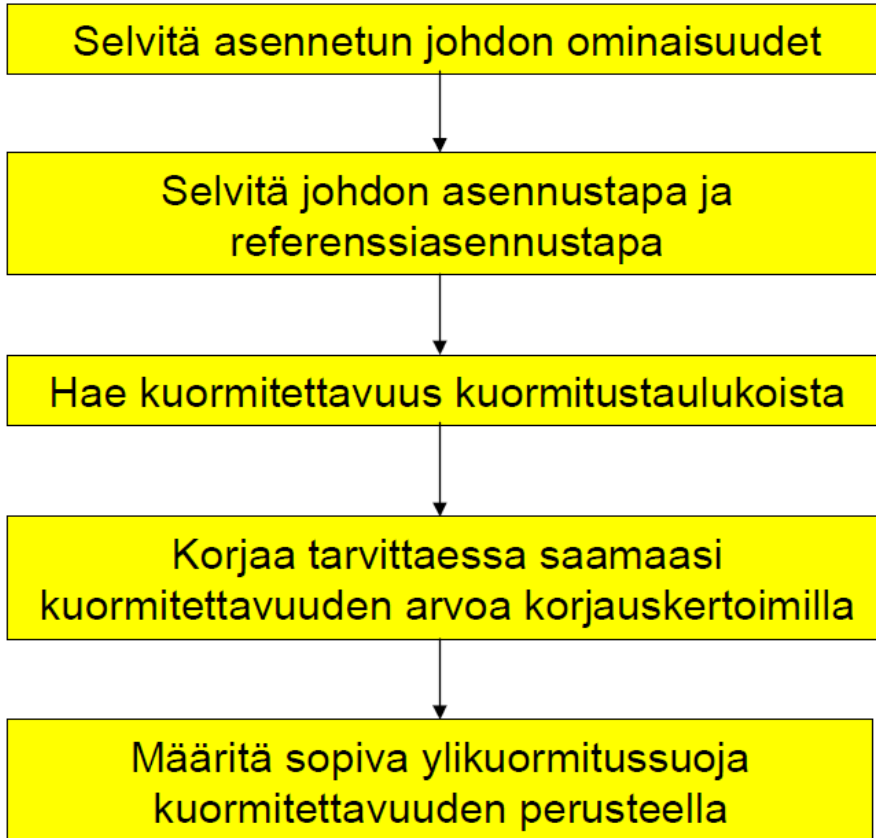 Selvitä asennetun johdon ominaisuudet
Selvitä johdon asennustapa ja
referenssiasennustapa
Hae kuormitettavuus kuormitustaulukoista
Korjaa tarvittaessa saamaasi
kuormitettavuuden arvoa korjauskertoimilla
Määritä sopiva ylikuormitussuoja
kuormitettavuuden perusteella